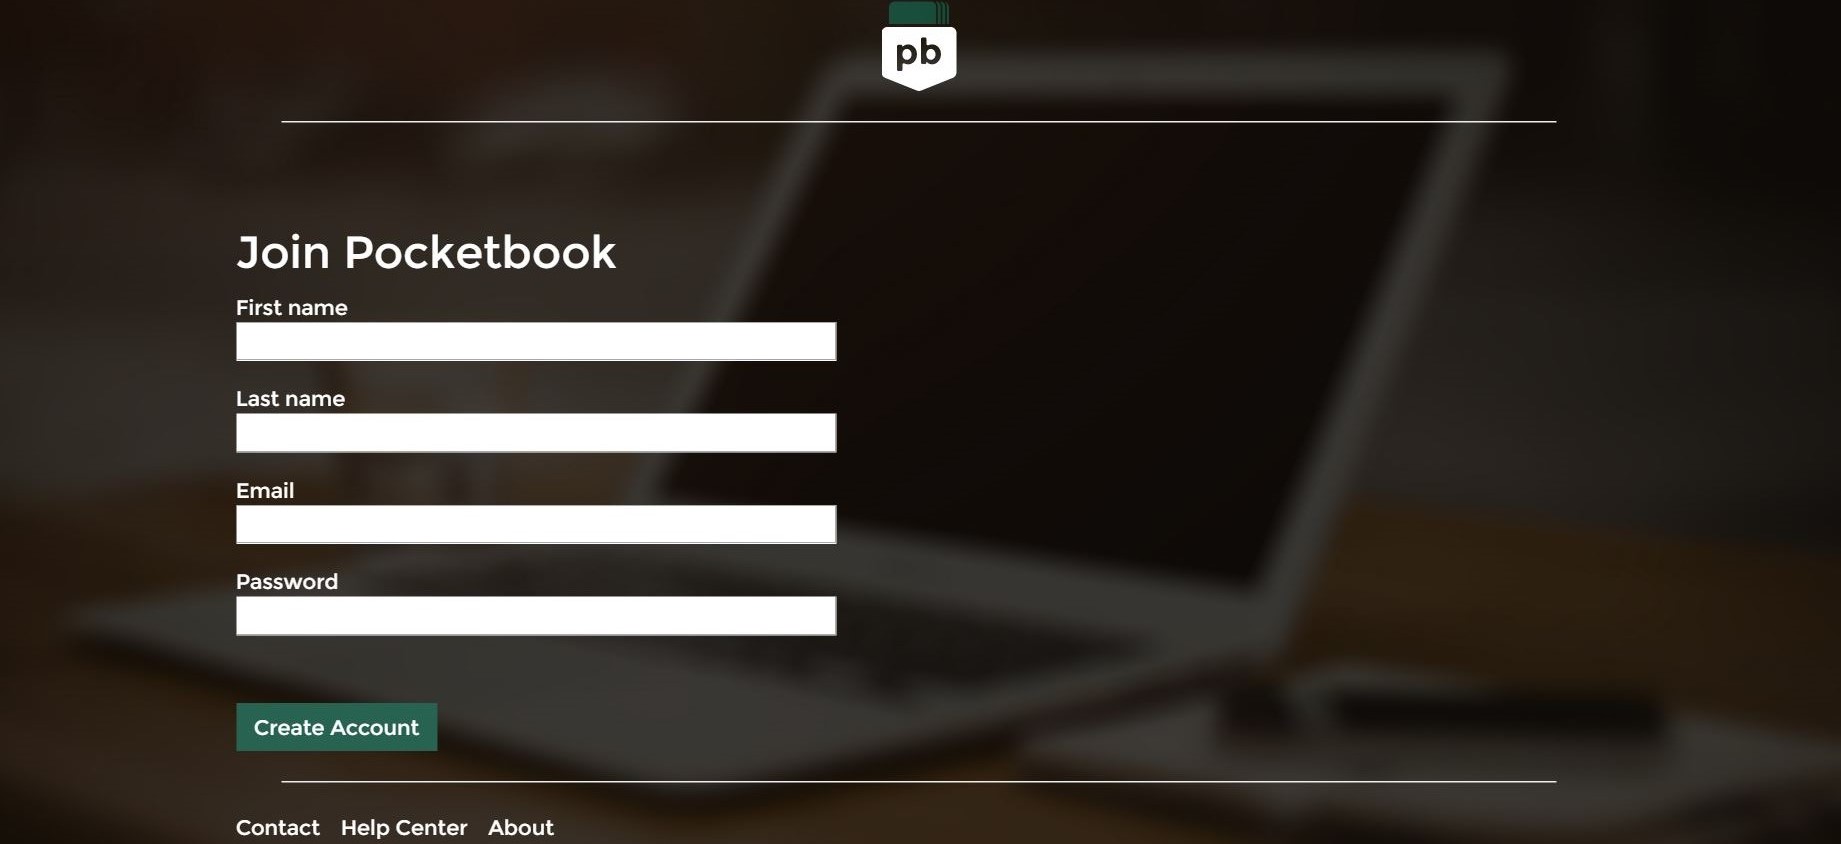 pb
Join Pocketbook
First name
Last name
Email
Password
Create Account
Contact Help Center About